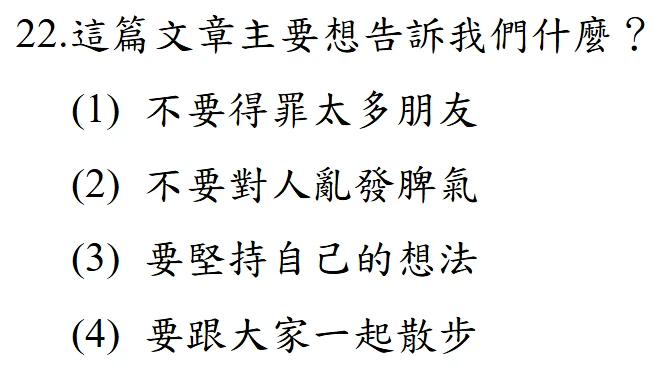 22.這篇文章主要想告訴我們什麼？
(1) 不要得罪太多朋友
(2) 不要對人亂發脾氣
(3) 要堅持自己的想法
(4) 要跟大家一起散步